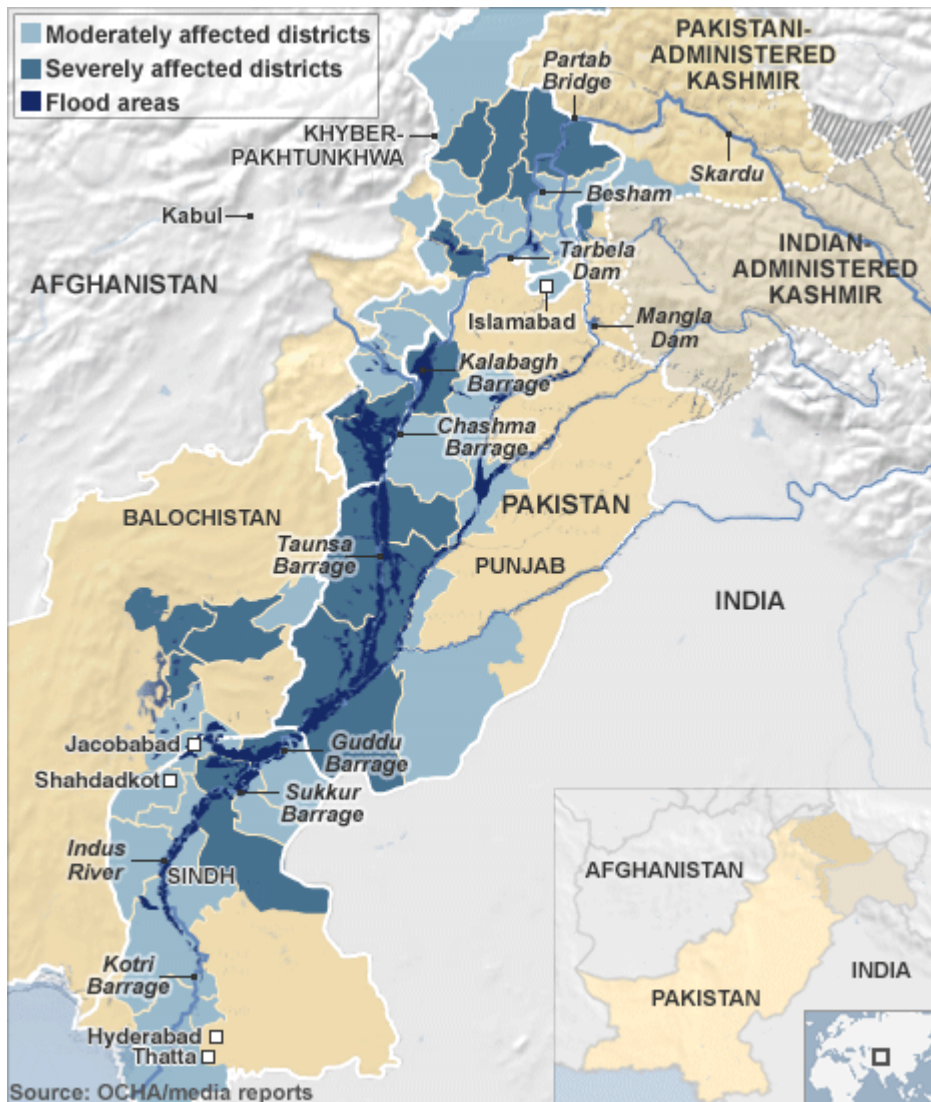 Moderately affected districts
Severely affected districts
Flood areas
PAKISTANI-
ADMINISTERED
KASHMIR
Partab
Bridge
KHYBER-
PAKHTUNKHWA
Skardu
Besham
Kabul
AFGHANISTAN
Tarbela
Dam
INDIAN-
ADMINISTERED
KASHMIR
Islamabad
Mangla
Dam
Kalabagh
Barrage
Chashma
Barrage
BALOCHISTAN
PAKISTAN
Taunsa
Barrage
PUNJAB
INDIA
Jacobabad
Guddu
Barrage
Shahdadkot
Sukkur
Barrage
Indus
River
SINDH
AFGHANISTAN
Kotri
Barrage
INDIA
PAKISTAN
Hyderabad
Thatta
Source: OCHA/media reports